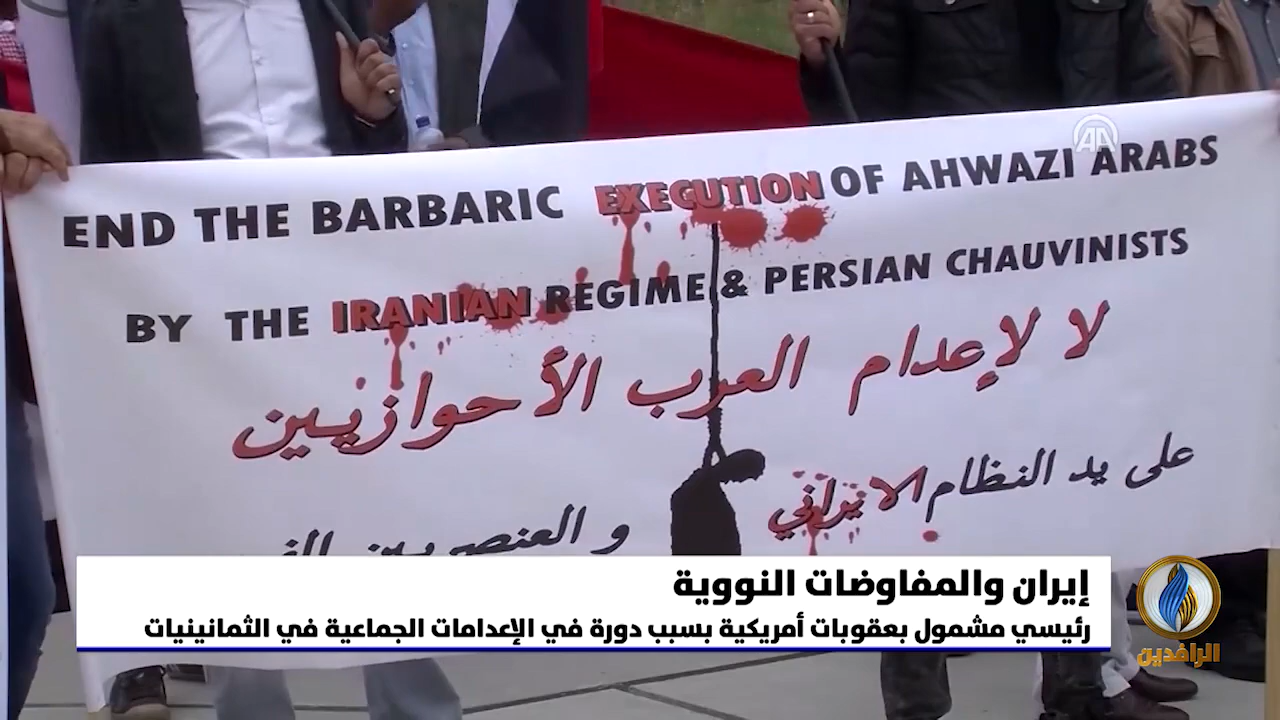 AA
END THE BARBARIC EXECUTION OF AHWAZI ARABS
BY THE IRANIAN REGIME & PERSIAN CHAUVINISTS
لا لإعدام العرب الأحوازيين
على يد النظام الايراني
و العنصريين
إيران والمفاوضات النووية
رئيسي مشمول بعقوبات أمريكية بسبب دورة في الإعدامات الجماعية في الثمانينيات
الرافدين